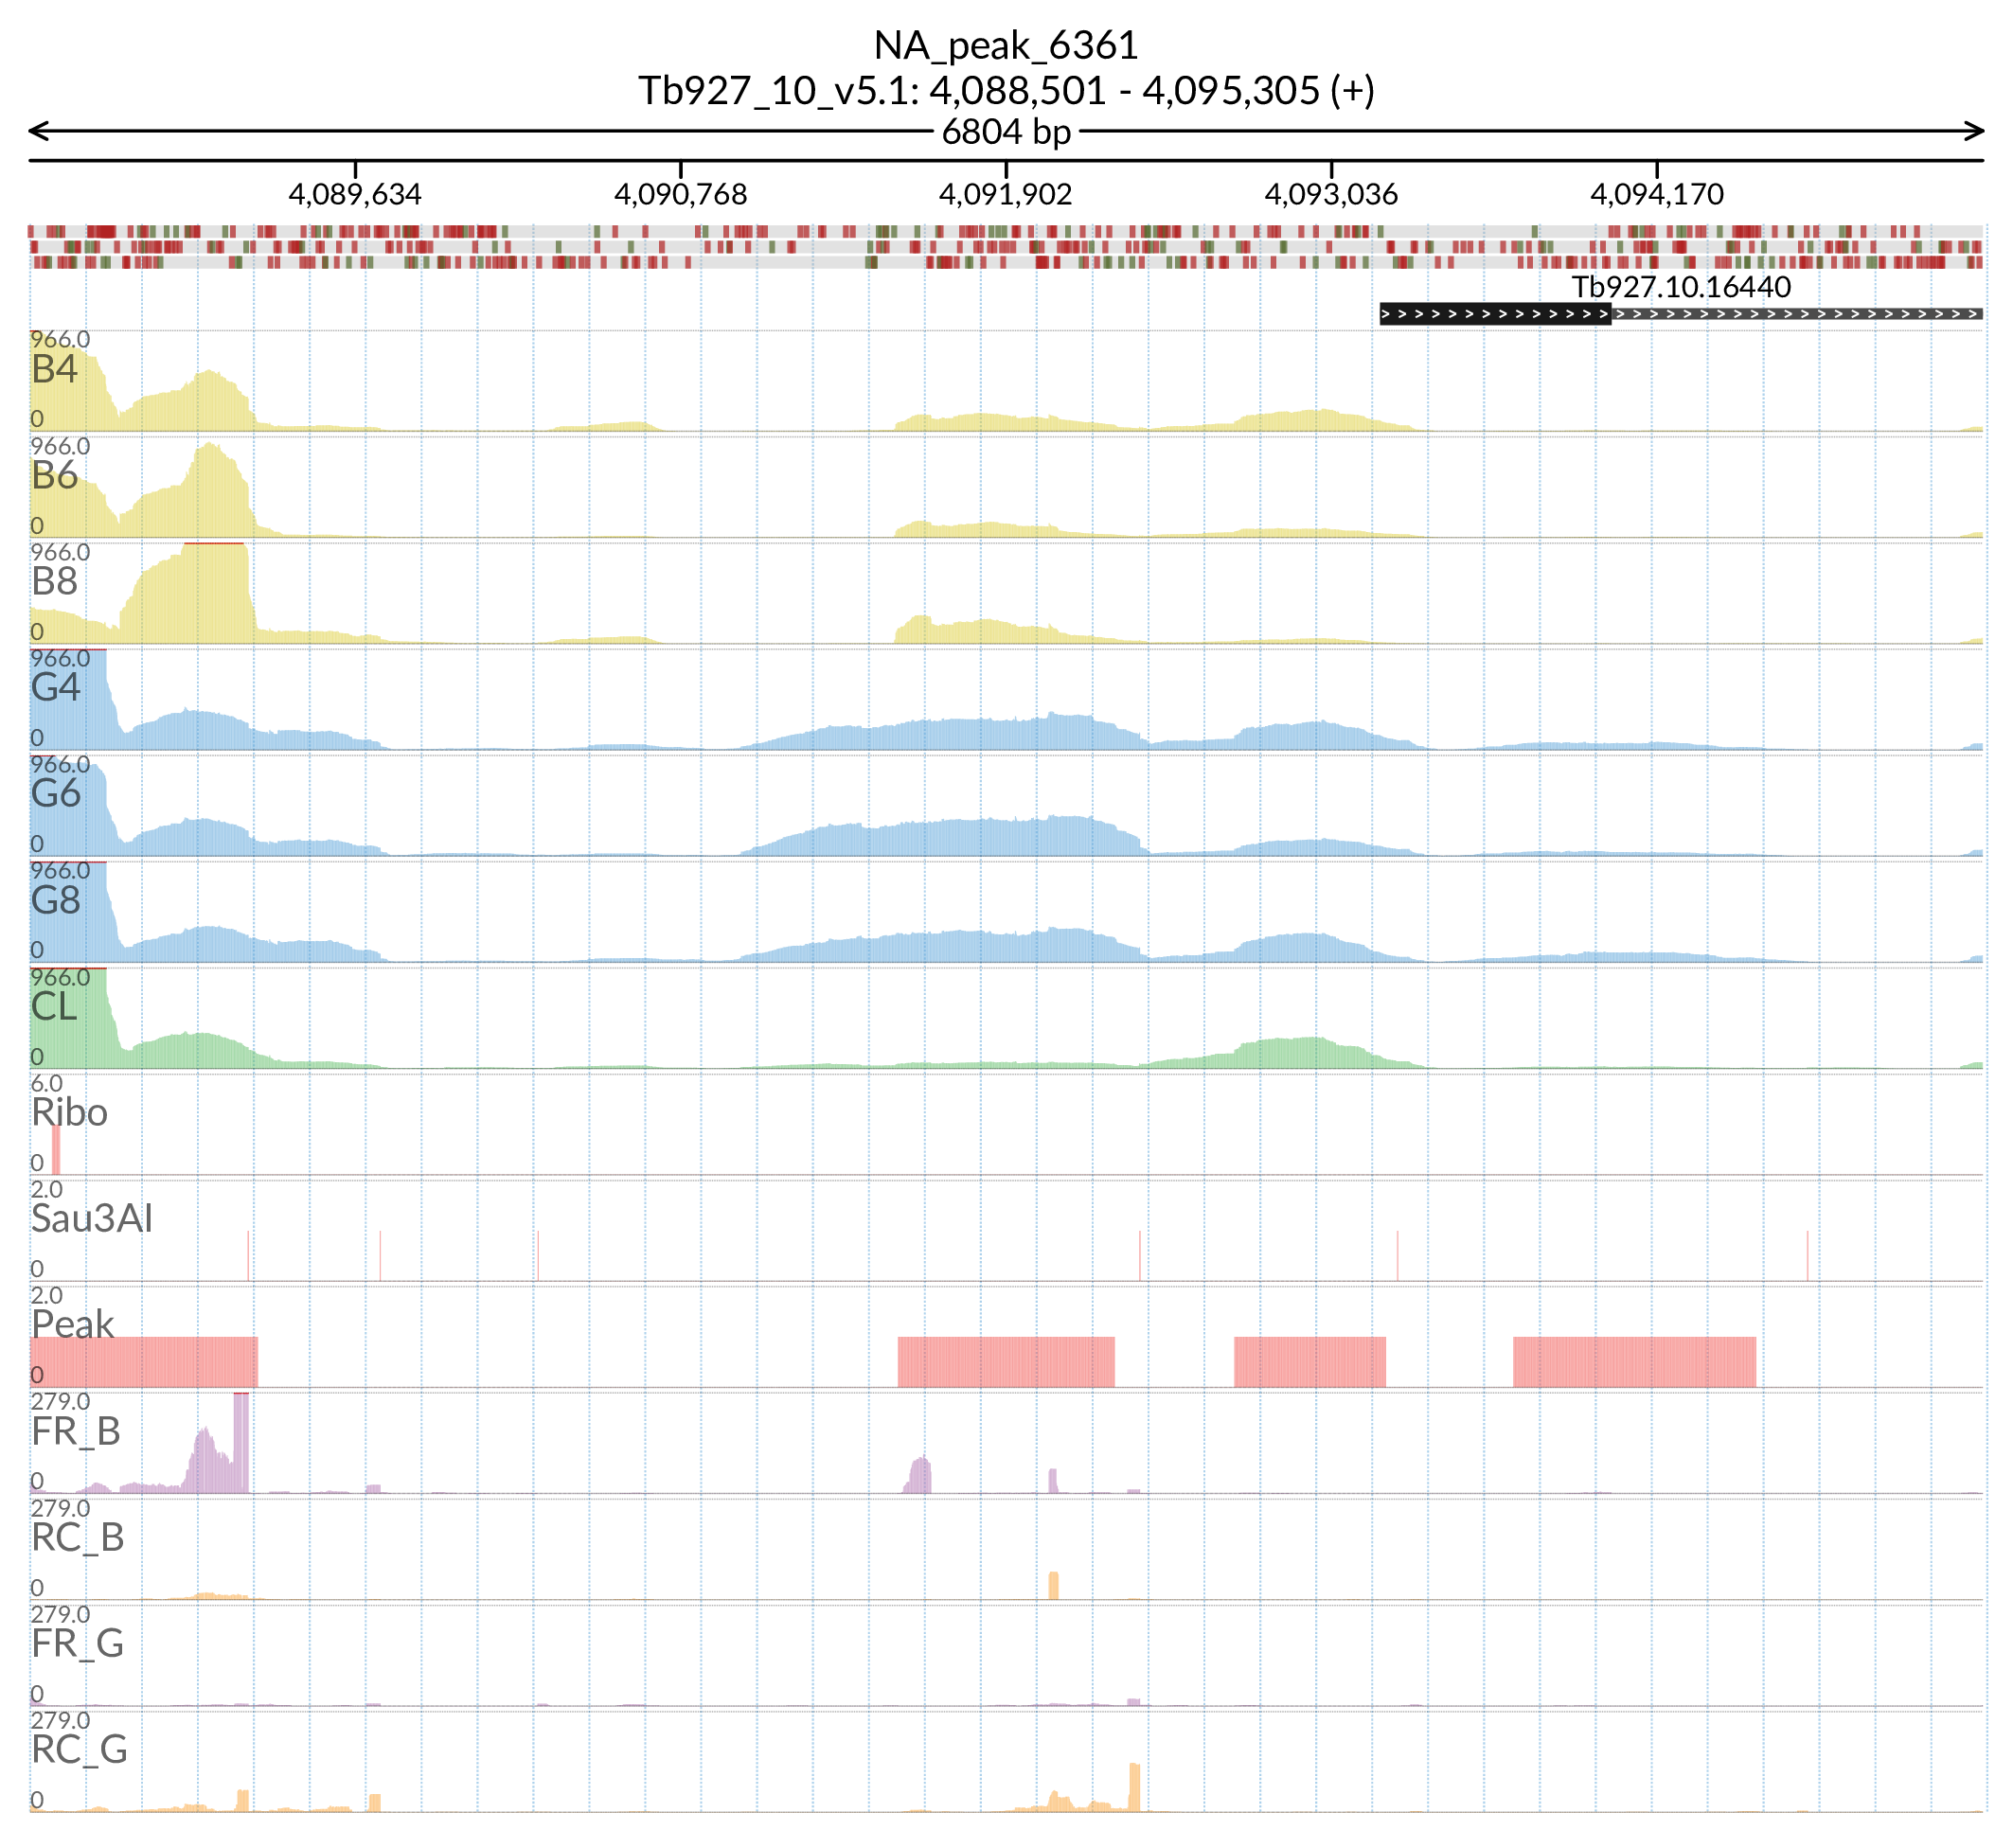 NA_peak_6361
Tb927_10_v5.1: 4,088,501 - 4,095,305 (+)
6804 bp
4,089,634 4,090,768 4,091,902 4,093,036 4,094,170
Tb927.10.16440
966.0
B4
0
966.0
B6
0
966.0
B8
0
966.0
G4
0
966.0
G6
0
966.0
G8
0
966.0
CL
0
6.0
Ribo
0
2.0
Sau3AI
0
2.0
Peak
0
279.0
FR_B
0
279.0
RC_B
0
279.0
FR_G
0
279.0
RC_G
0